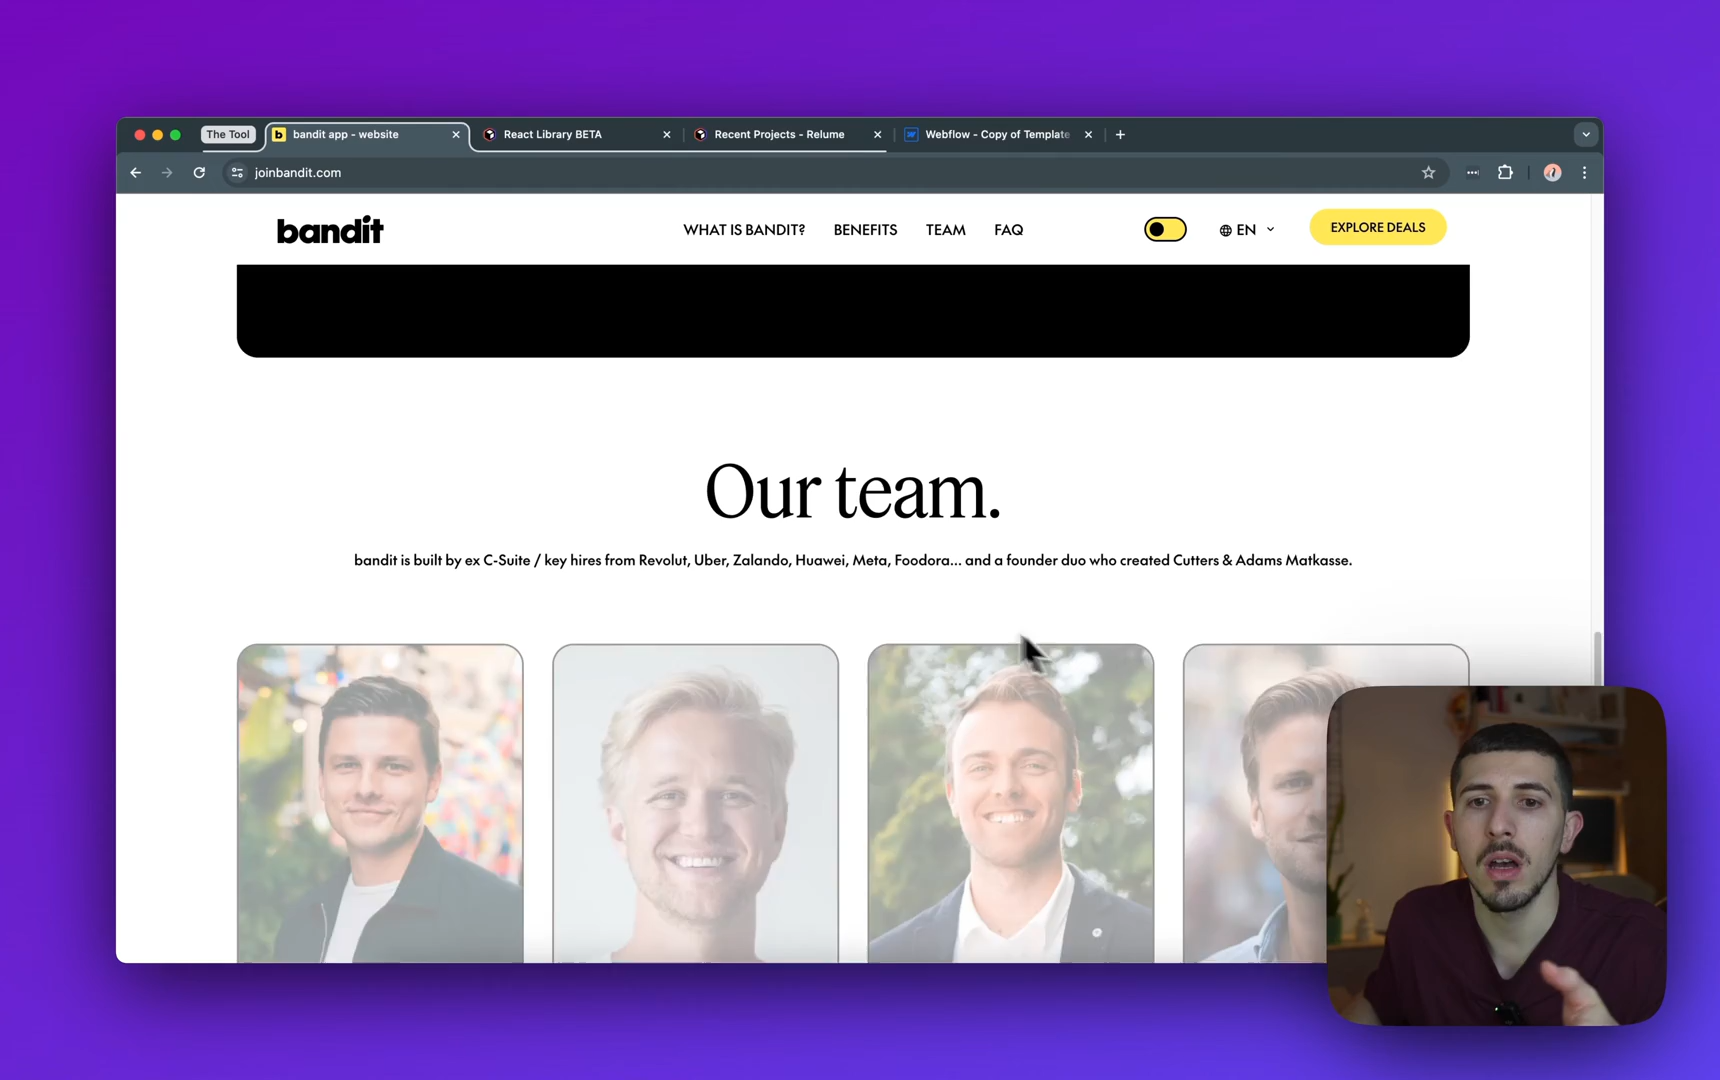 The Tool
bandit app - website
React Library BETA
Recent Projects - Relume
Webflow - Copy of Template
joinbandit.com
bandit
WHAT IS BANDIT?
BENEFITS
TEAM
FAQ
EN
EXPLORE DEALS
Our team.
bandit is built by ex C-Suite / key hires from Revolut, Uber, Zalando, Huawei, Meta, Foodora... and a founder duo who created Cutters & Adams Matkasse.